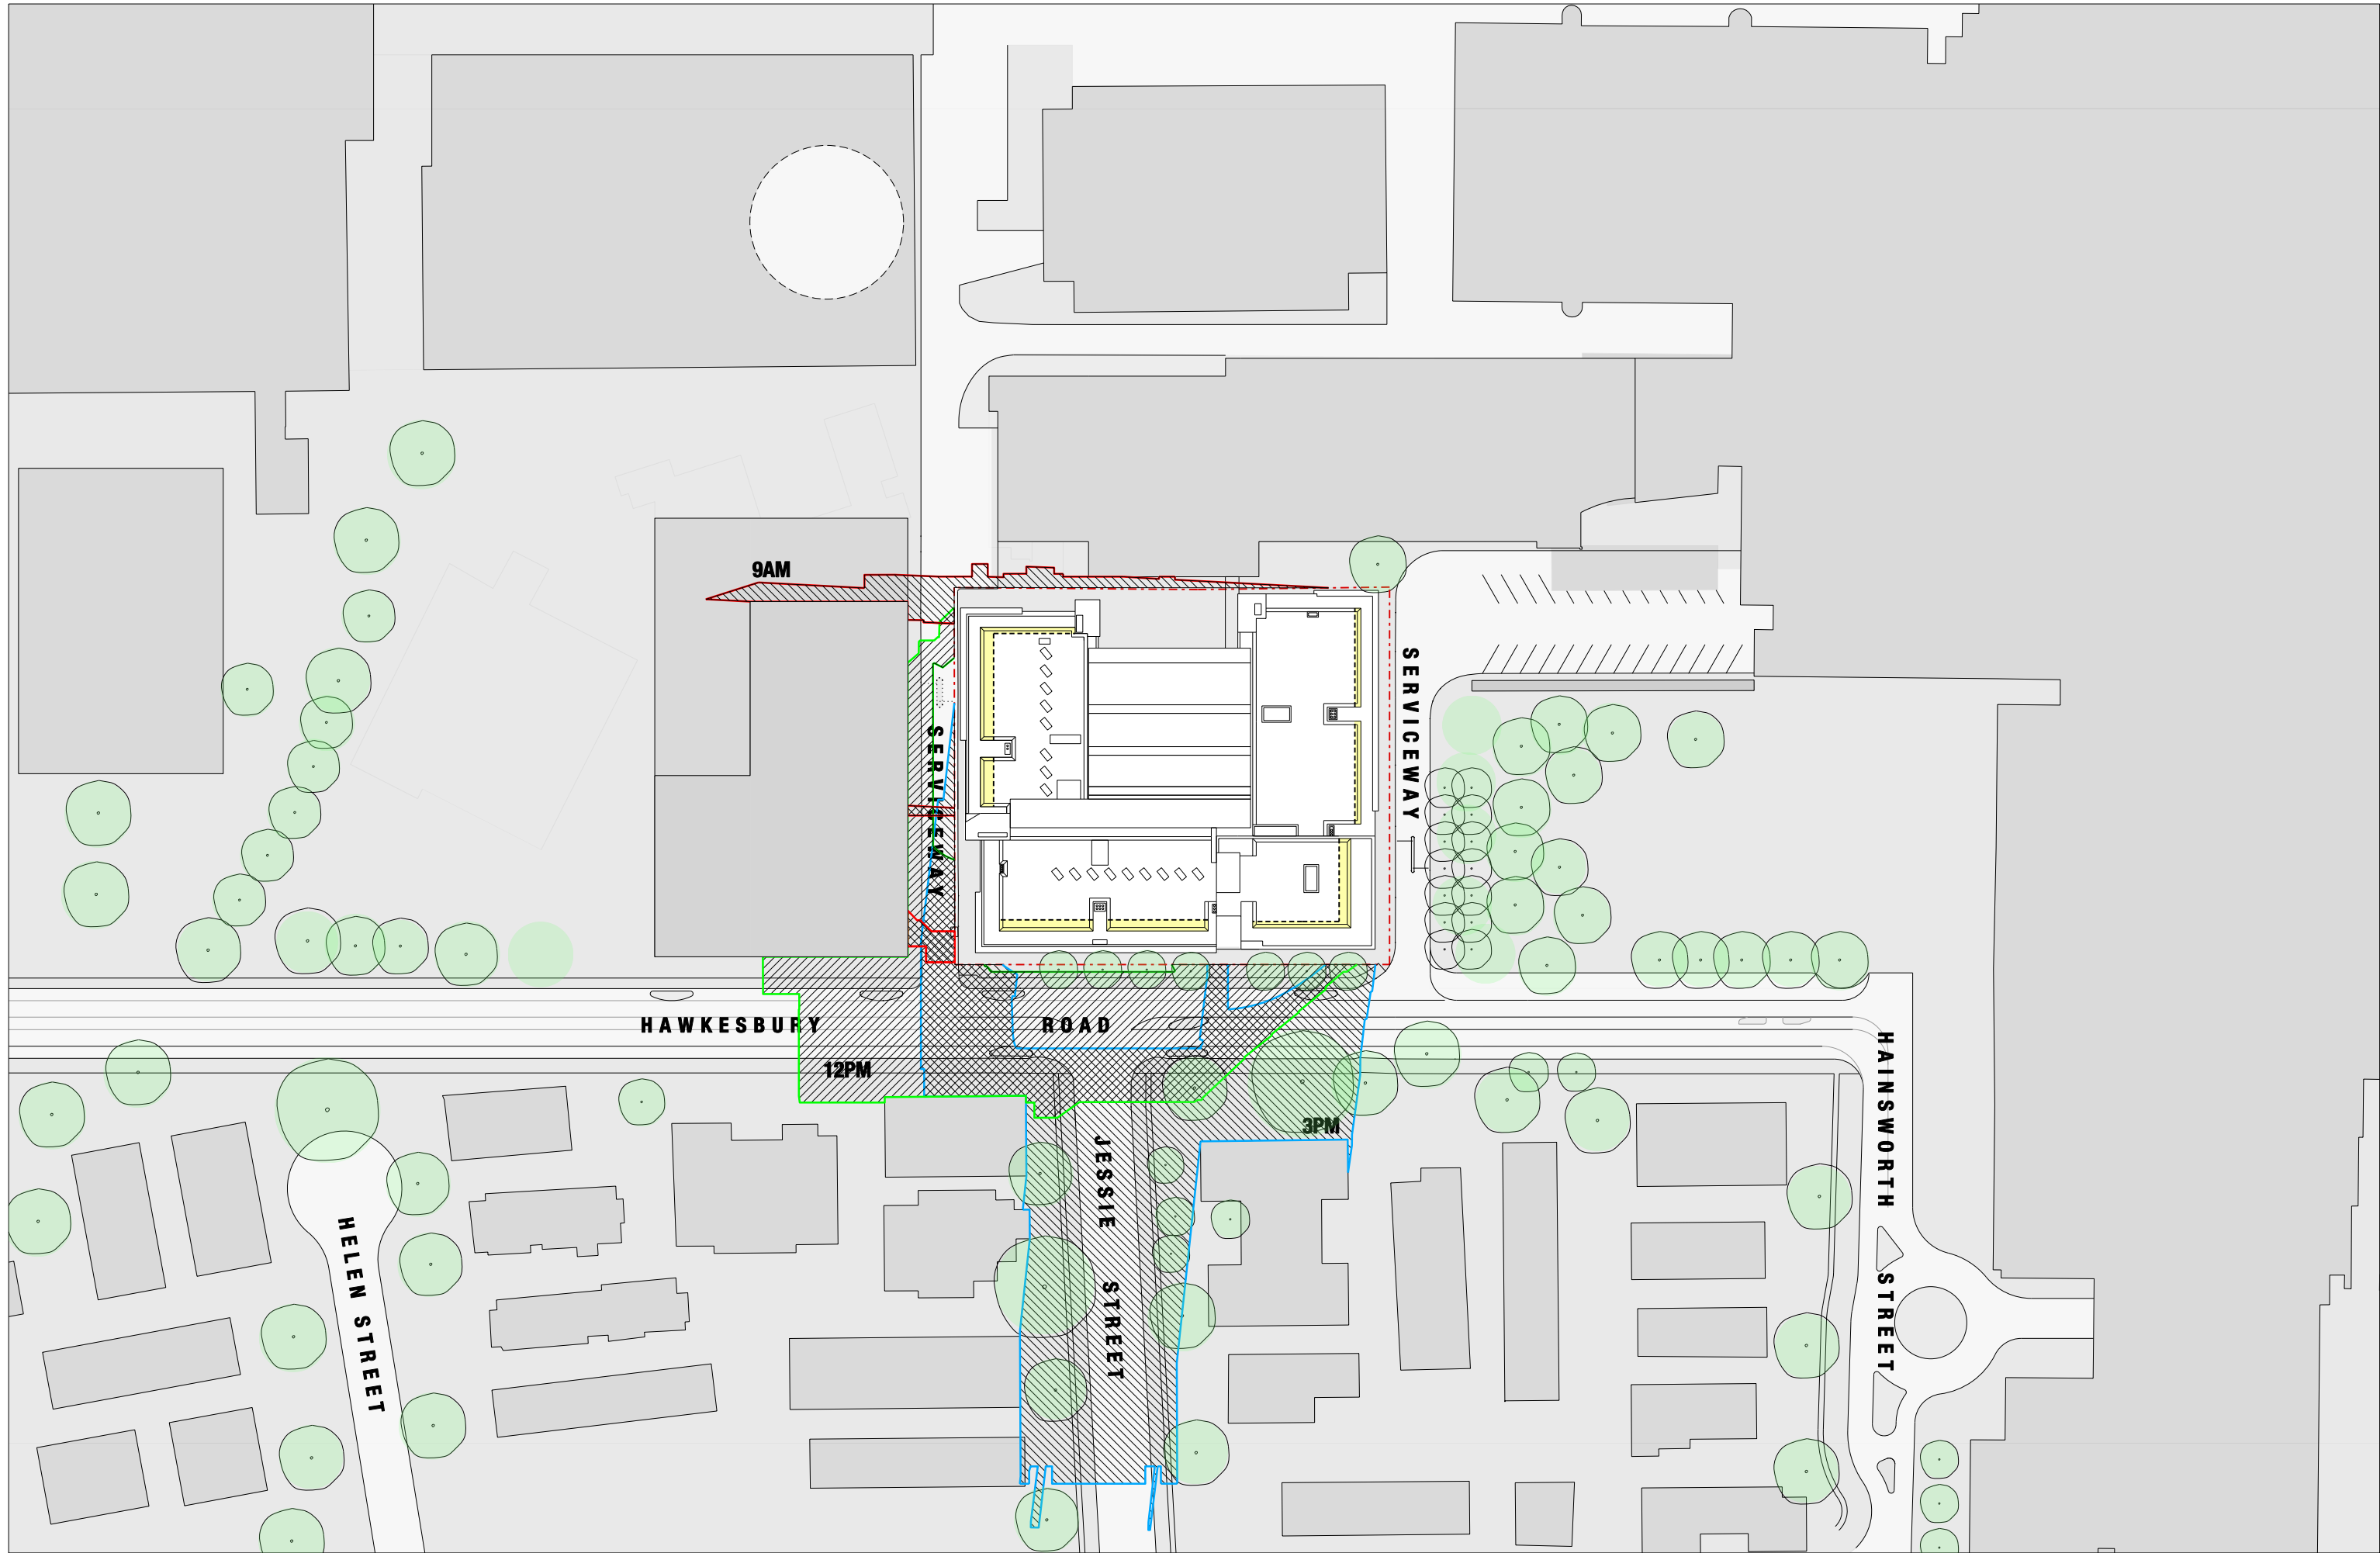 9AM
SERVICEWAY
SERVICEWAY
HAWKESBURY ROAD
12PM
3PM
JESSIE STREET
HAINSWORTH STREET
HELEN STREET